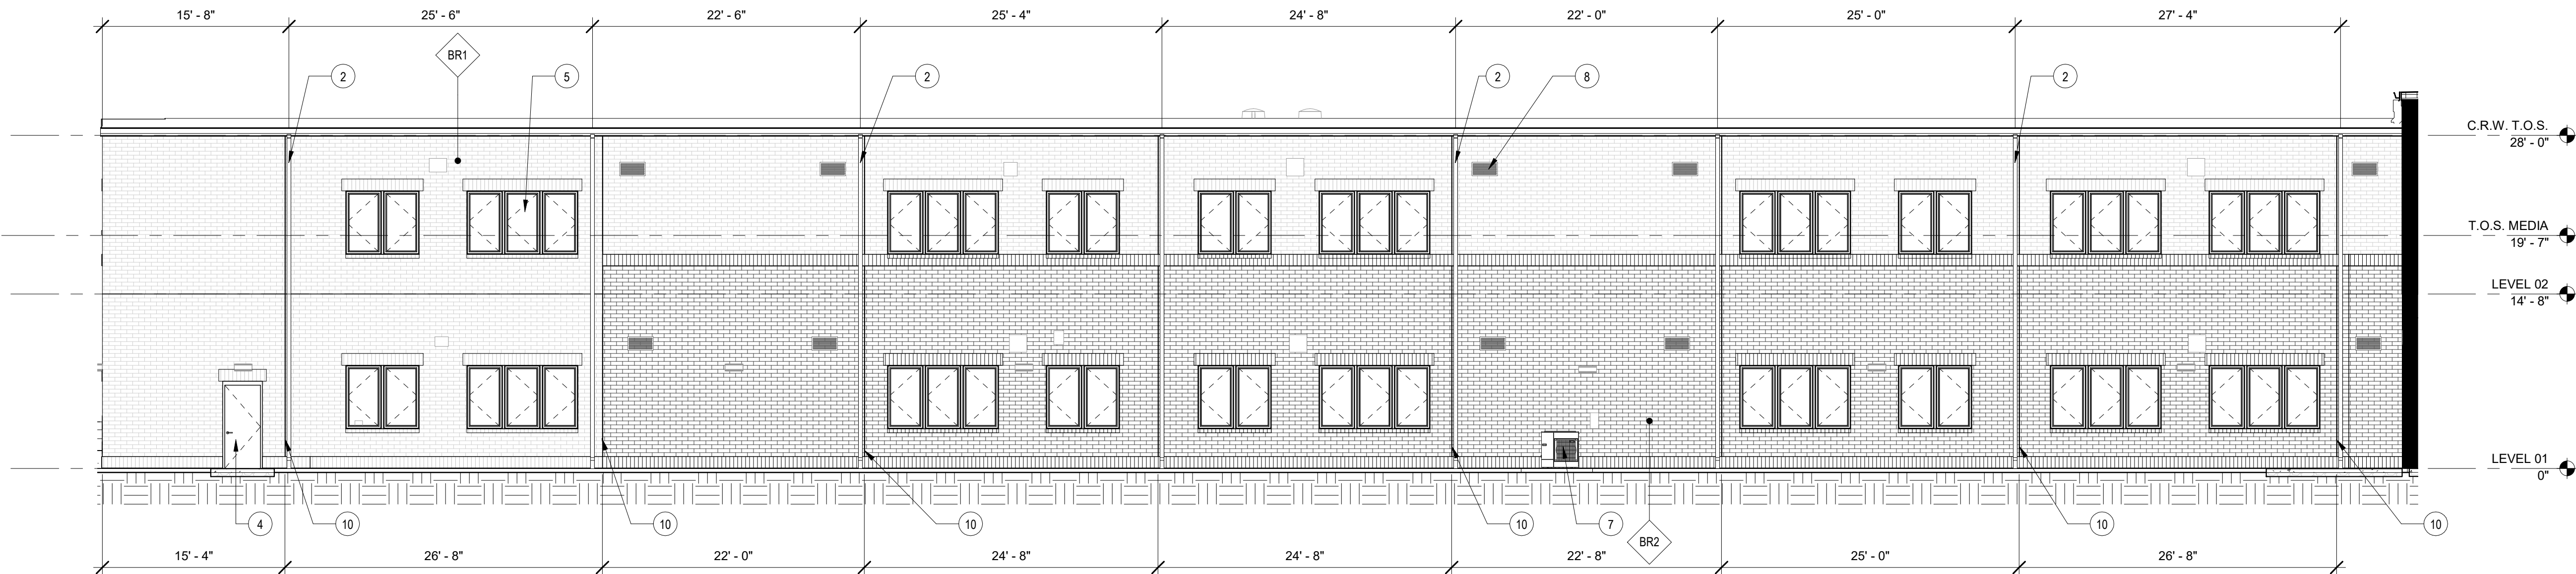 15' - 8" 25' - 6" 22' - 6" 25' - 4" 24' - 8" 22' - 0" 25' - 0" 27' - 4"
BR1
2 5 2 2 8 2
C.R.W. T.O.S.
28' - 0"
T.O.S. MEDIA
19' - 7"
LEVEL 02
14' - 8"
LEVEL 01
0"
4 10 10 10 10 7 10 10
BR2
15' - 4" 26' - 8" 22' - 0" 24' - 8" 24' - 8" 22' - 8" 25' - 0" 26' - 8"